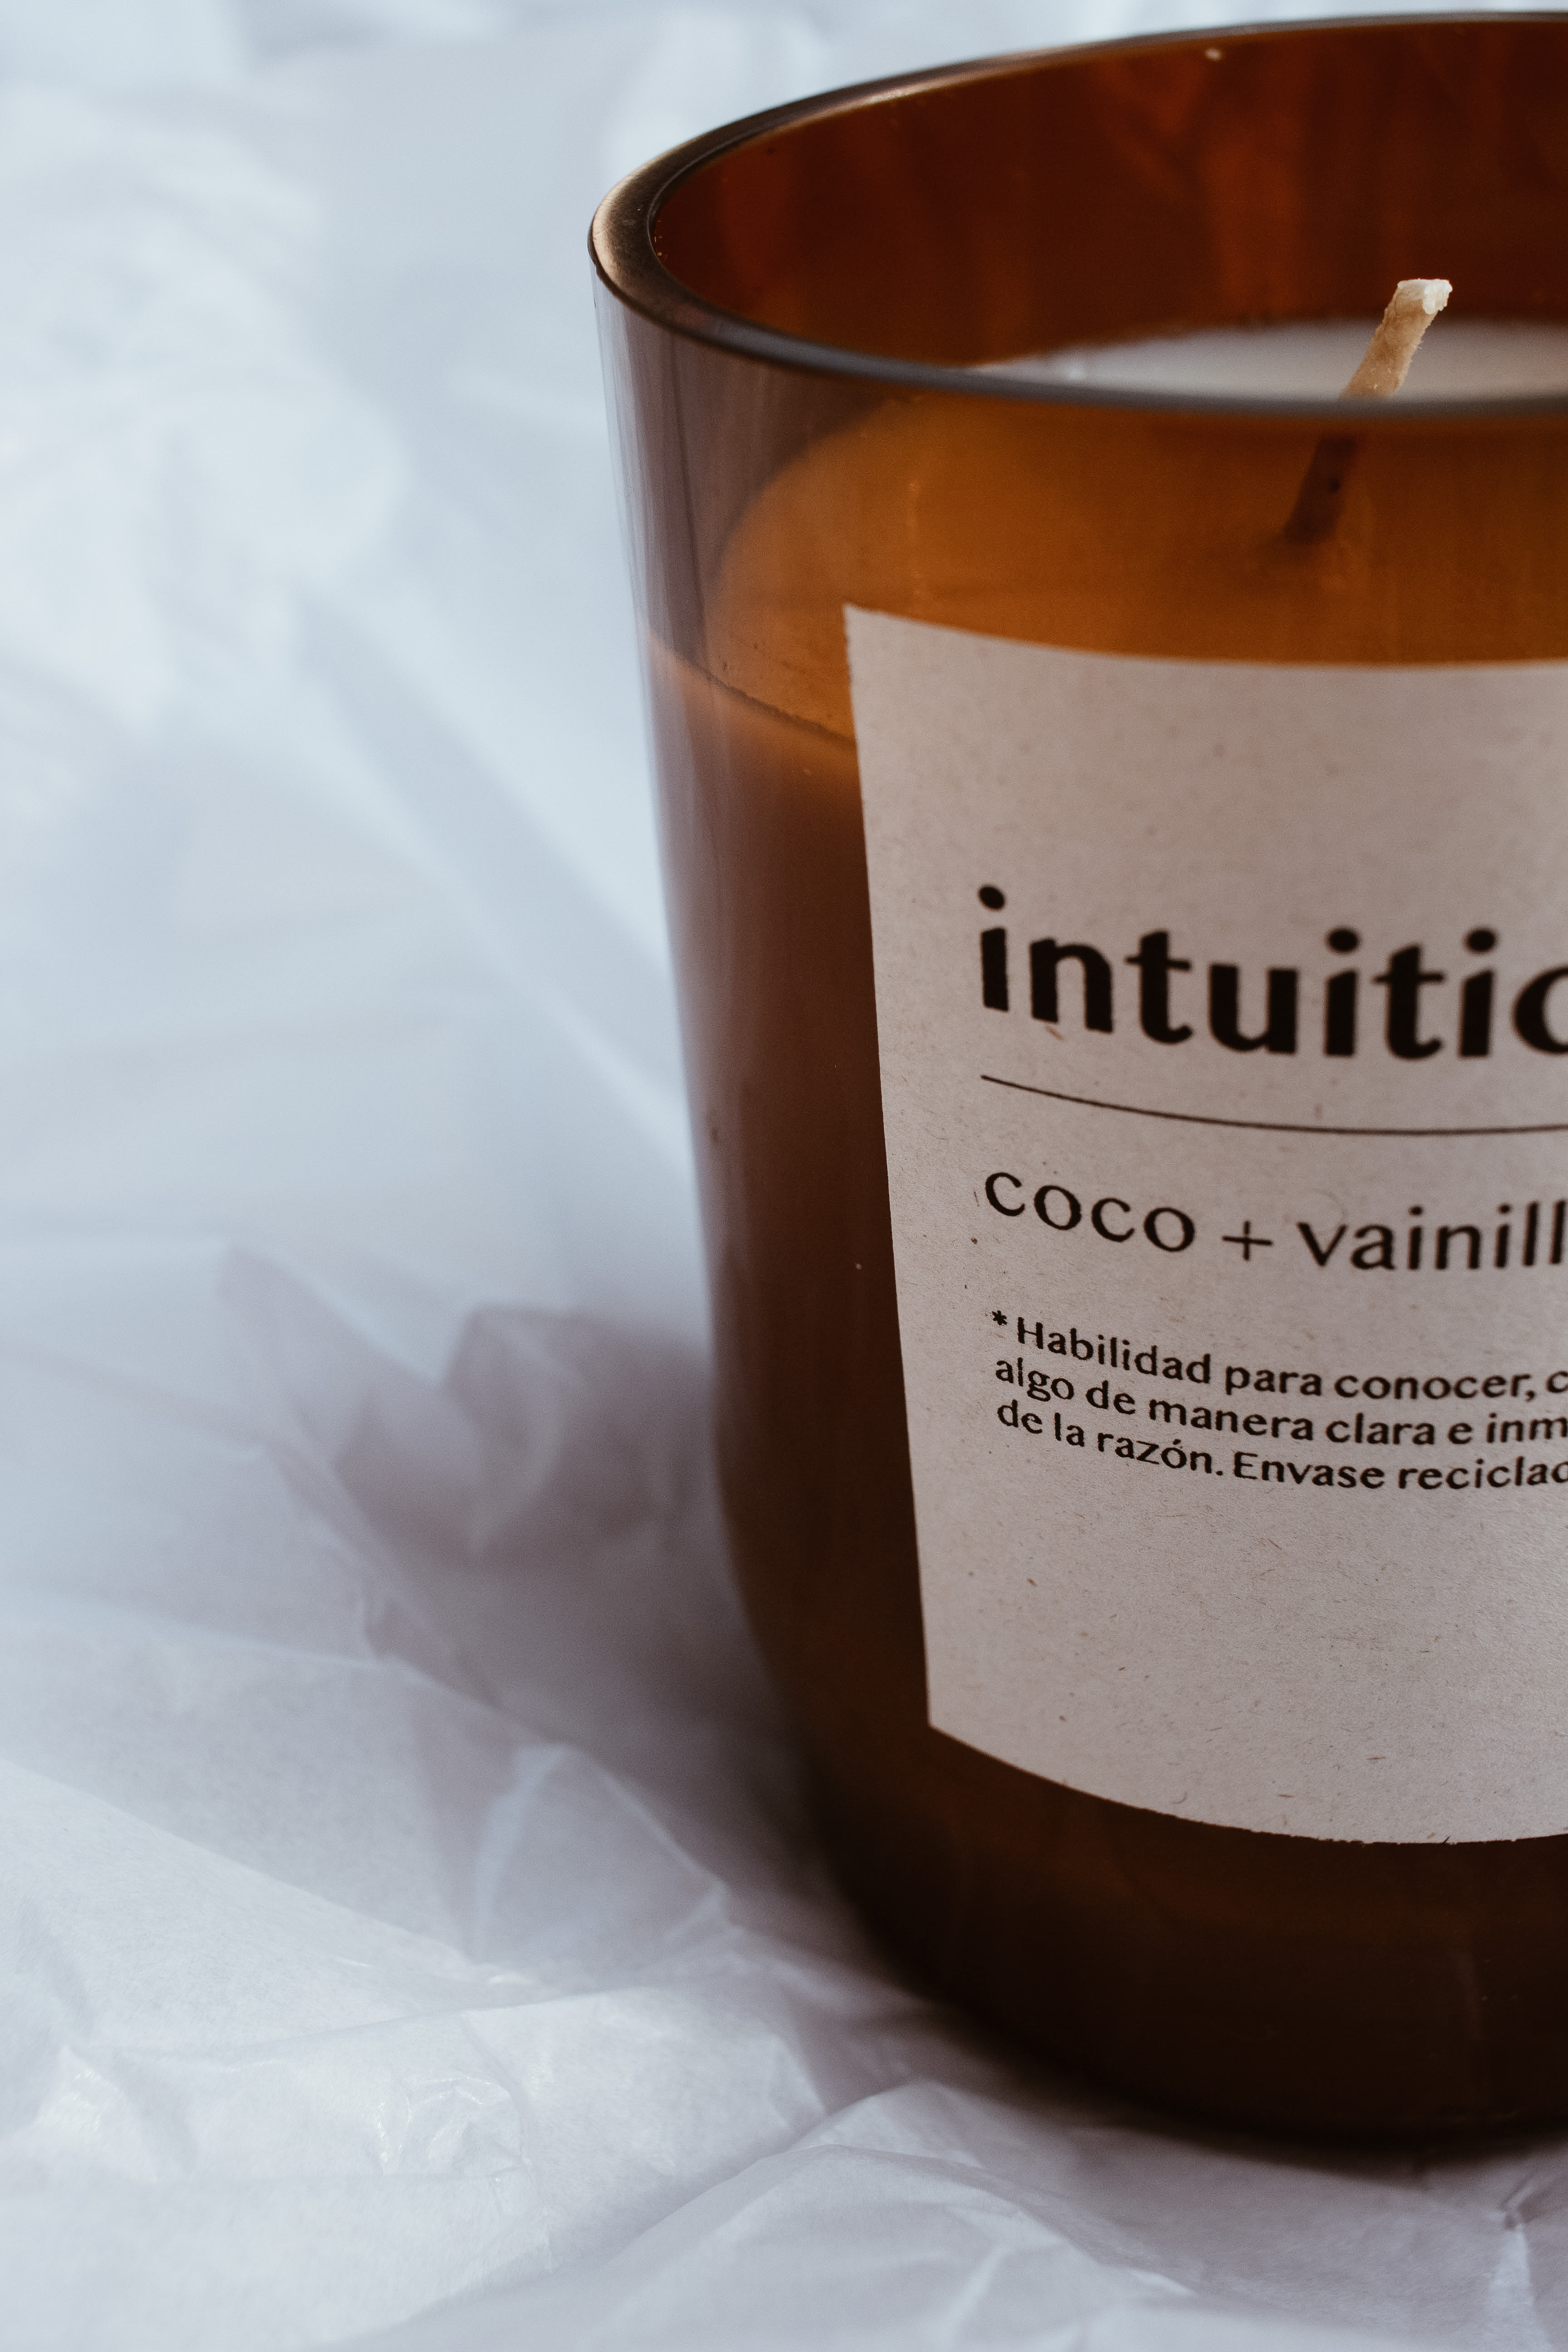 intuitio
coco + vainill
* Habilidad para conocer, c
algo de manera clara e inm
de la razón. Envase reciclad